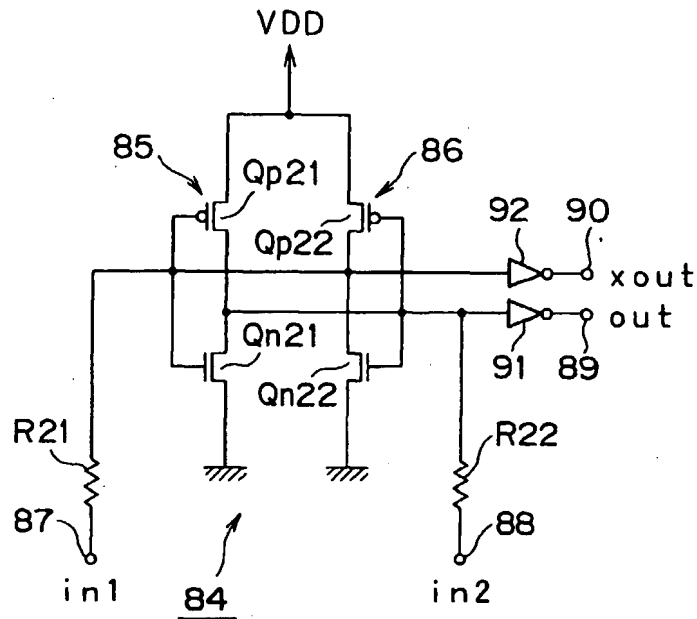 VDD
85
86
Qp21
Qp22
92
90
xout
out
Qn21
Qn22
91
89
R21
R22
87
88
in1
in2
84